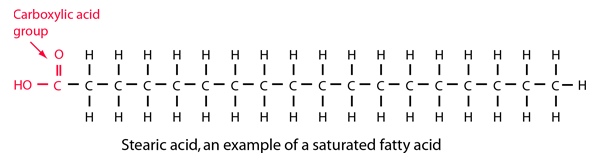 Carboxylic acid
group
O H H H H H H H H H H H H H H H H H
HO – C – C – C – C – C – C – C – C – C – C – C – C – C – C – C – C – C – C – H
H H H H H H H H H H H H H H H H H
Stearic acid, an example of a saturated fatty acid